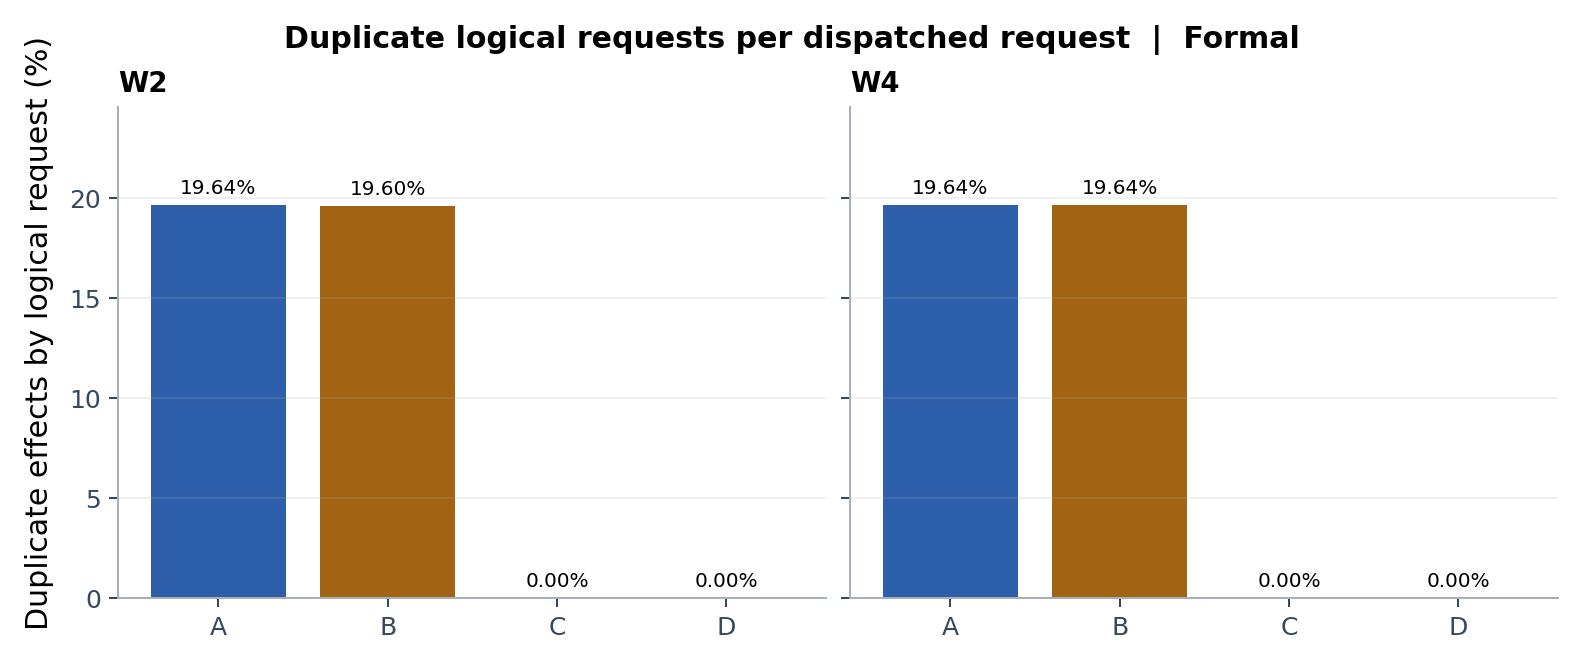 Duplicate logical requests per dispatched request | Formal
Duplicate effects by logical request (%)
W2
20
15
10
5
0
19.64%
19.60%
0.00%
0.00%
A
B
C
D
W4
19.64%
19.64%
0.00%
0.00%
A
B
C
D